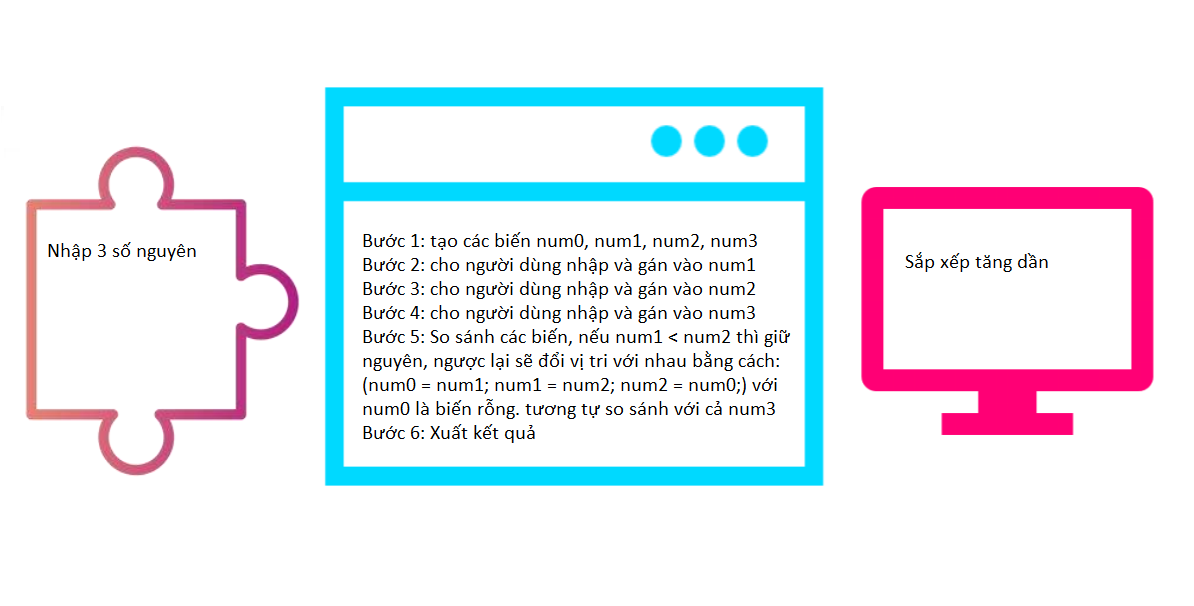 Nhập 3 số nguyên
Bước 1: tạo các biến num0, num1, num2, num3
Bước 2: cho người dùng nhập và gán vào num1
Bước 3: cho người dùng nhập và gán vào num2
Bước 4: cho người dùng nhập và gán vào num3
Bước 5: So sánh các biến, nếu num1 < num2 thì giữ
nguyên, ngược lại sẽ đổi vị tri với nhau bằng cách:
(num0 = num1; num1 = num2; num2 = num0;) với
num0 là biến rỗng. tương tự so sánh với cả num3
Bước 6: Xuất kết quả
Sắp xếp tăng dần